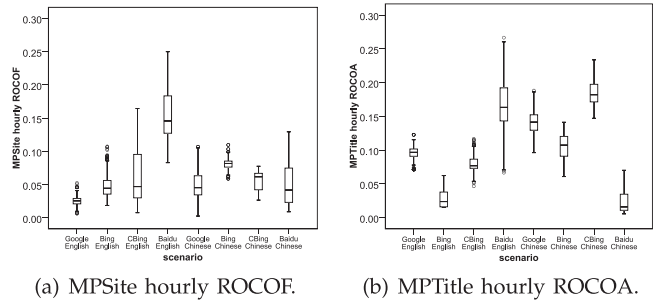 (a)
MPSite hourly ROCOF
0.30
0.25
0.20
0.15
0.10
0.05
0.00
Google English
Bing English
CBing English
Baidu English
Google Chinese
Bing Chinese
CBing Chinese
Baidu Chinese
scenario
(b)
MPTitle hourly ROCOA
0.30
0.25
0.20
0.15
0.10
0.05
0.00
Google English
Bing English
CBing English
Baidu English
Google Chinese
Bing Chinese
CBing Chinese
Baidu Chinese
scenario
(a) MPSite hourly ROCOF.
(b) MPTitle hourly ROCOA.